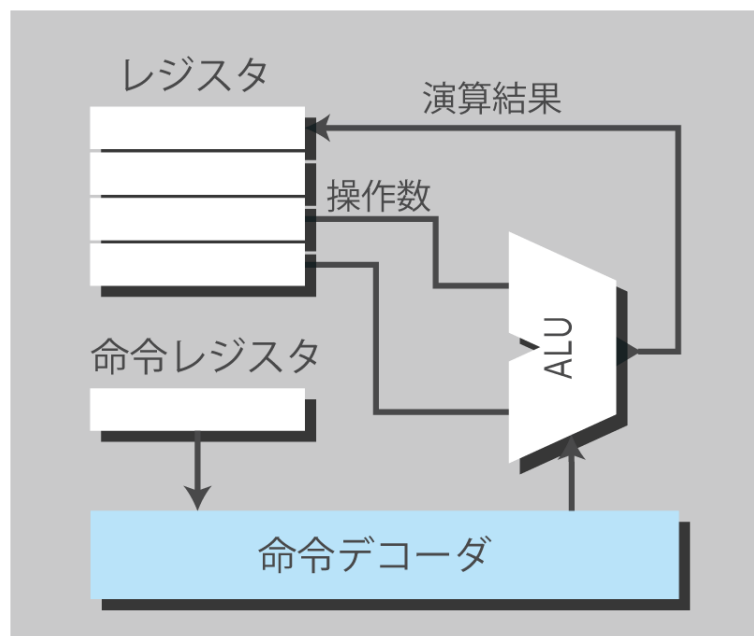 レジスタ
演算結果
操作数
ALU
命令レジスタ
命令デコーダ